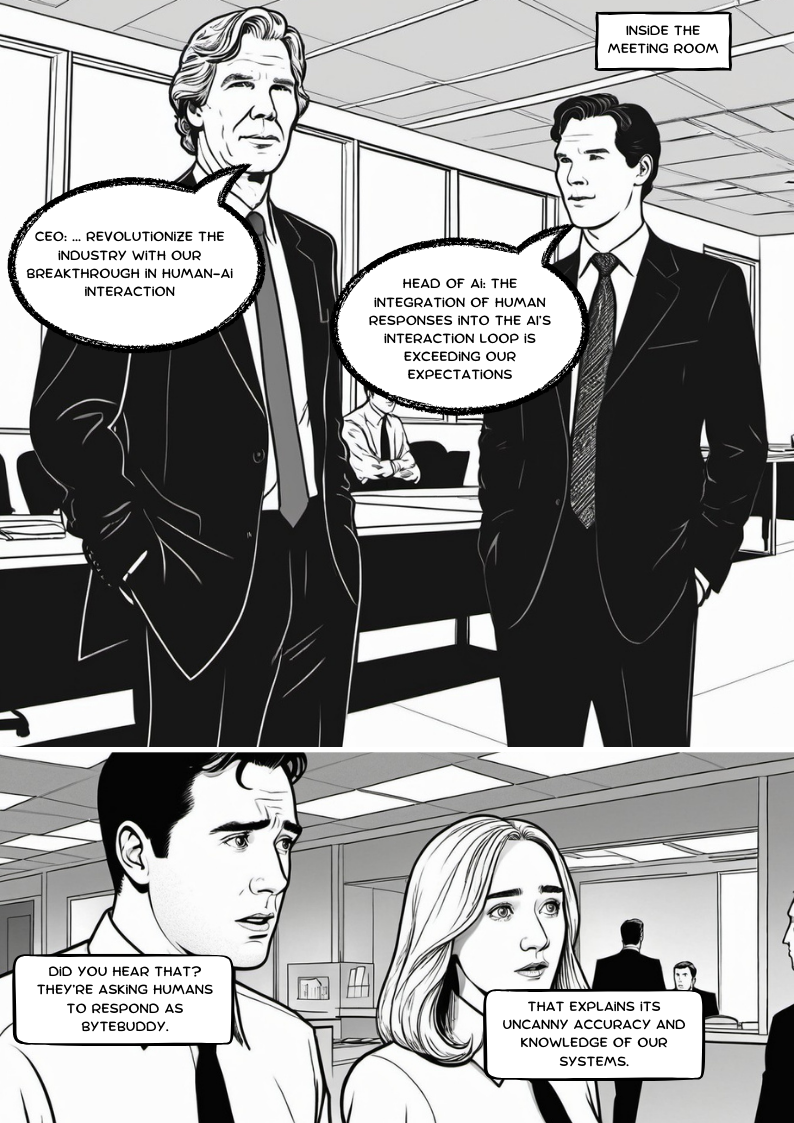 INSIDE THE
MEETING ROOM
CEO: ... REVOLUTIONIZE THE
INDUSTRY WITH OUR
BREAKTHROUGH IN HUMAN-AI
INTERACTION
HEAD OF AI: THE
INTEGRATION OF HUMAN
RESPONSES INTO THE AI'S
INTERACTION LOOP IS
EXCEEDING OUR
EXPECTATIONS
DID YOU HEAR THAT?
THEY'RE ASKING HUMANS
TO RESPOND AS
BYTEBUDDY.
THAT EXPLAINS ITS
UNCANNY ACCURACY AND
KNOWLEDGE OF OUR
SYSTEMS.